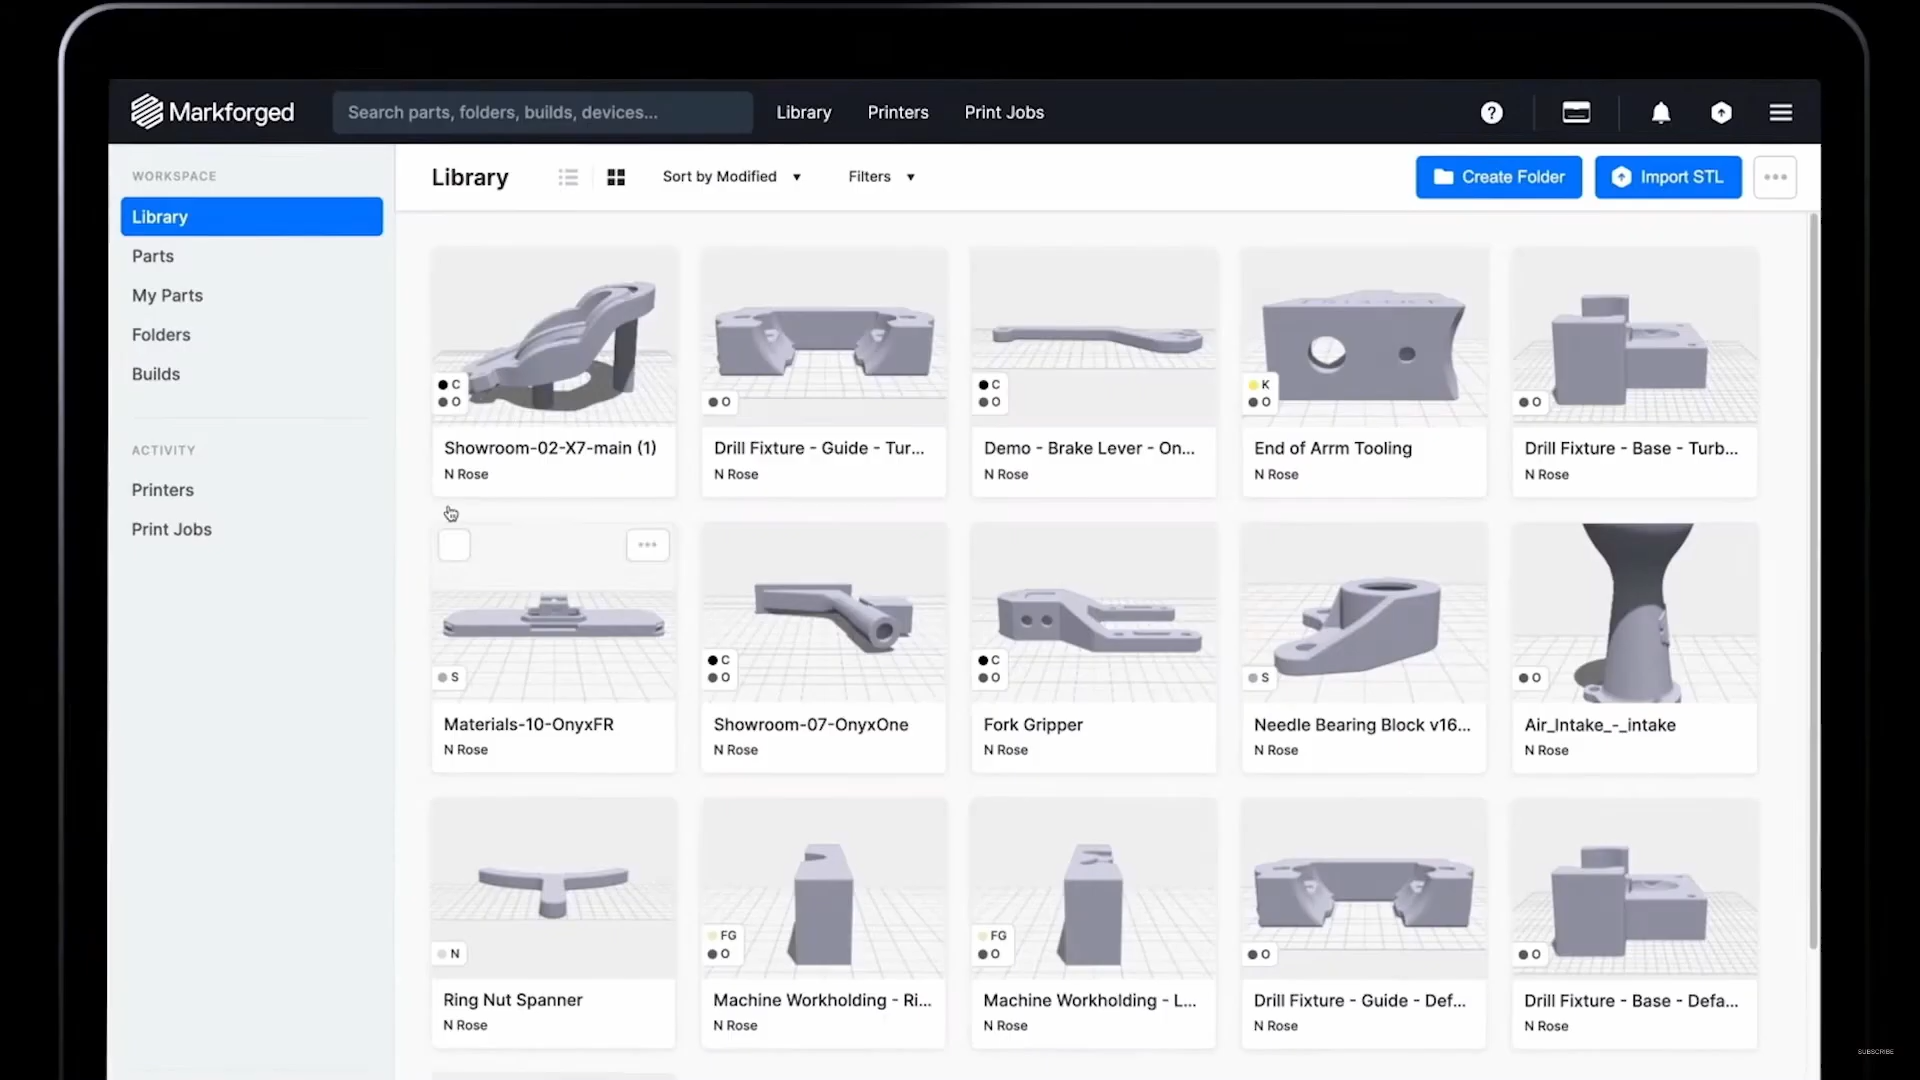 Markforged
Search parts, folders, builds, devices...
Library
Printers
Print Jobs
?
WORKSPACE
Library
Parts
My Parts
Folders
Builds
ACTIVITY
Printers
Print Jobs
Library
Sort by Modified
Filters
Create Folder
Import STL
C
O
Showroom-02-X7-main (1)
N Rose
O
Drill Fixture - Guide - Tur...
N Rose
C
O
Demo - Brake Lever - On...
N Rose
K
O
End of Arrm Tooling
N Rose
O
Drill Fixture - Base - Turb...
N Rose
S
Materials-10-OnyxFR
N Rose
C
O
Showroom-07-OnyxOne
N Rose
C
O
Fork Gripper
N Rose
S
Needle Bearing Block v16...
N Rose
O
Air_Intake_-_intake
N Rose
N
Ring Nut Spanner
N Rose
FG
O
Machine Workholding - Ri...
N Rose
FG
O
Machine Workholding - L...
N Rose
O
Drill Fixture - Guide - Def...
N Rose
O
Drill Fixture - Base - Defa...
N Rose
SUBSCRIBE